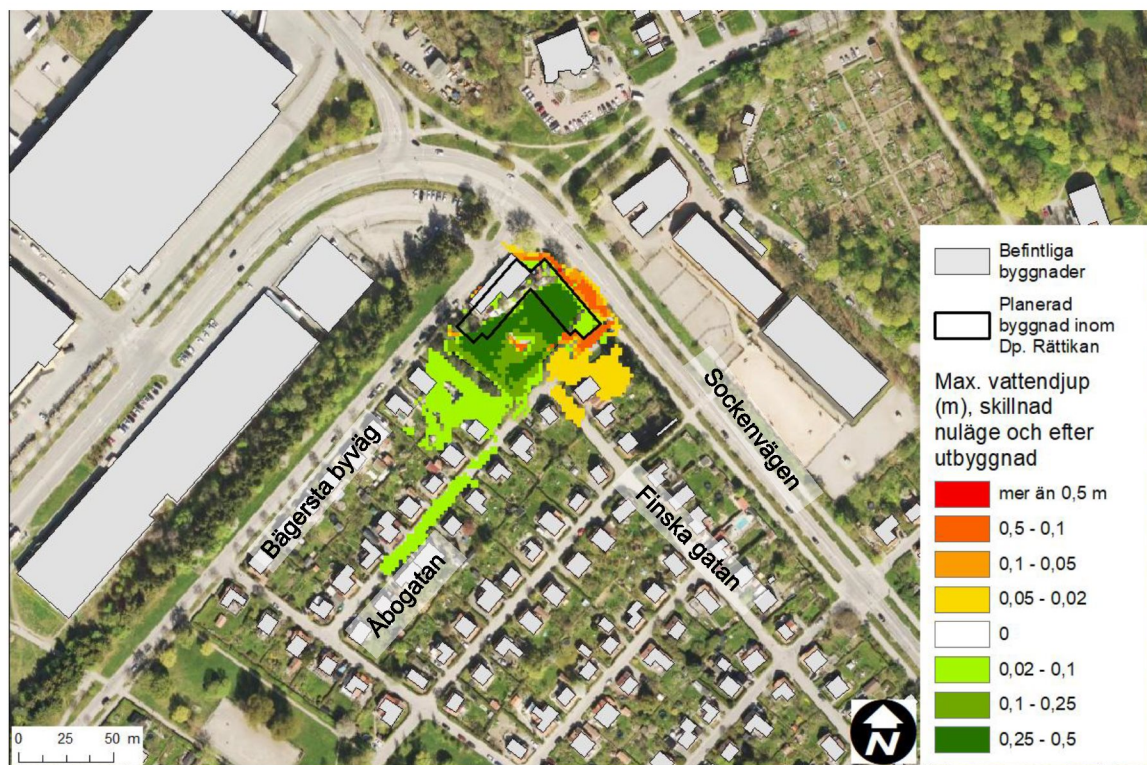 Befintliga
byggnader
Planerad
byggnad inom
Dp. Rättikan
Max. vattendjup
(m), skillnad
nuläge och efter
utbyggnad
mer än 0,5 m
0,5 - 0,1
0,1 - 0,05
0,05 - 0,02
0
0,02 - 0,1
0,1 - 0,25
0,25 - 0,5
Sockenvägen
Bägersta byväg
Finska gatan
Åbogatan
0 25 50 m
N